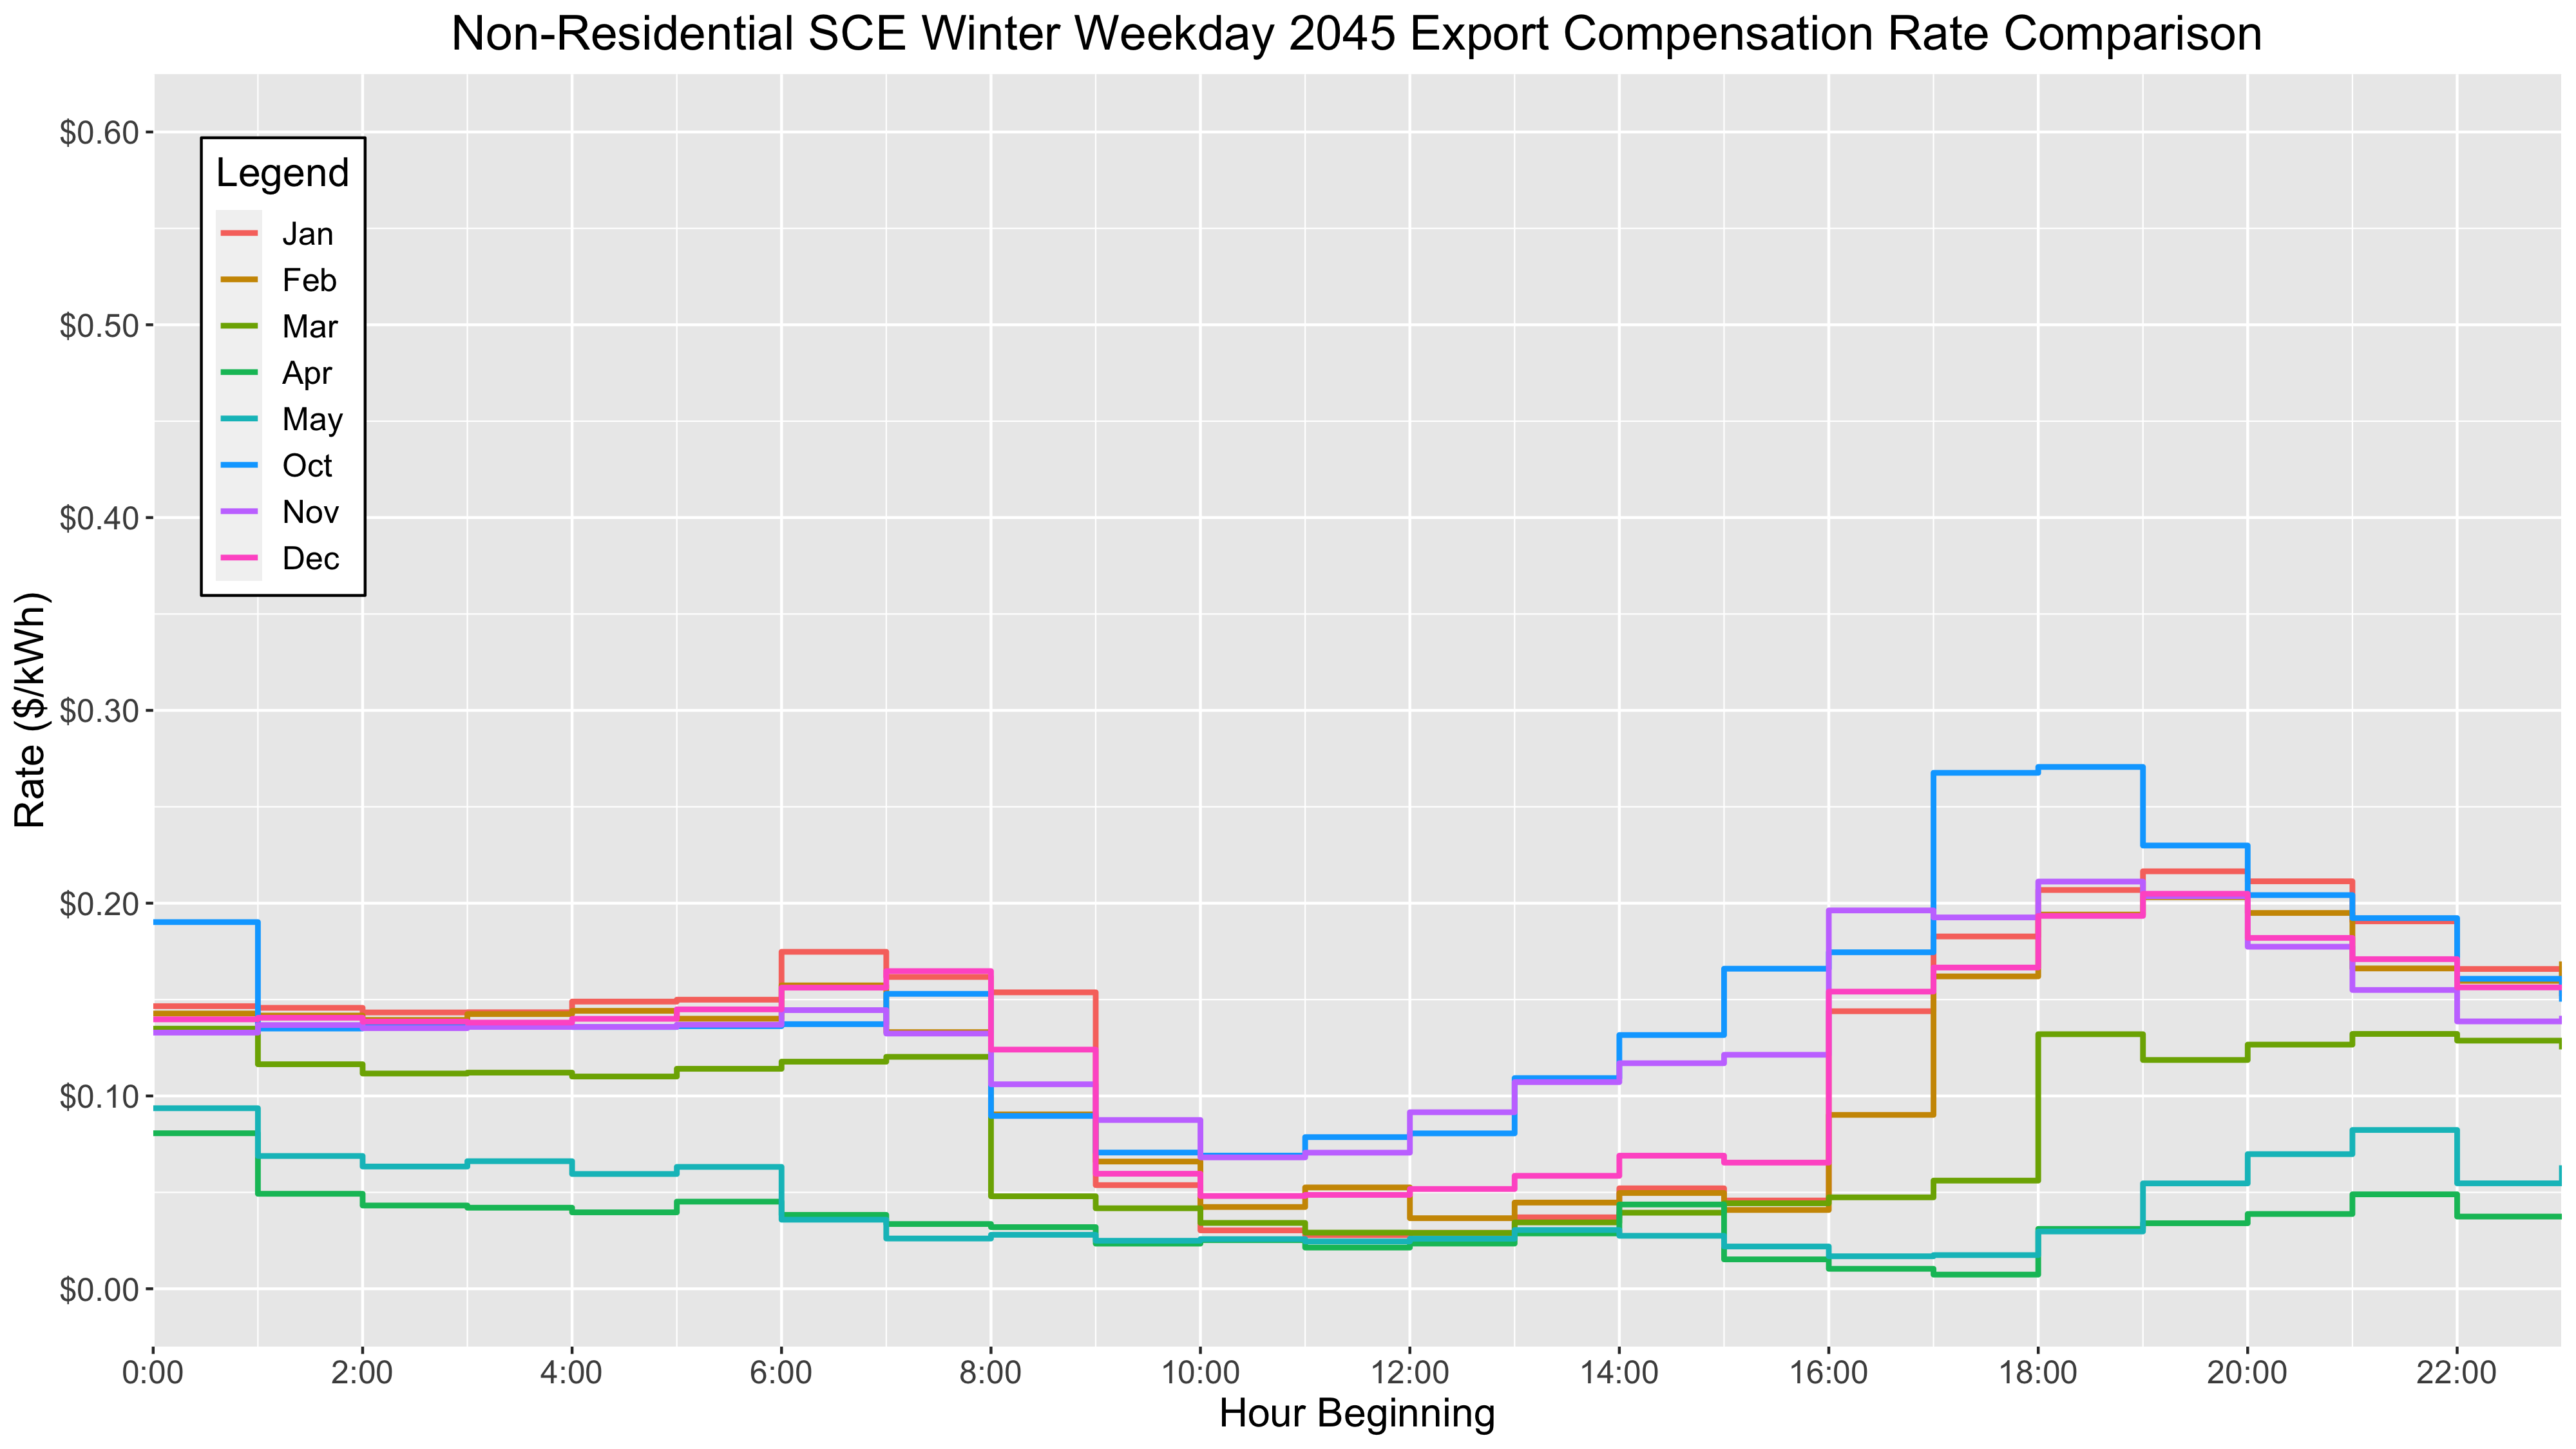 Non-Residential SCE Winter Weekday 2045 Export Compensation Rate Comparison
$0.60
$0.50
$0.40
$0.30
$0.20
$0.10
$0.00
Rate ($/kWh)
Legend
Jan
Feb
Mar
Apr
May
Oct
Nov
Dec
0:00 2:00 4:00 6:00 8:00 10:00 12:00 14:00 16:00 18:00 20:00 22:00
Hour Beginning